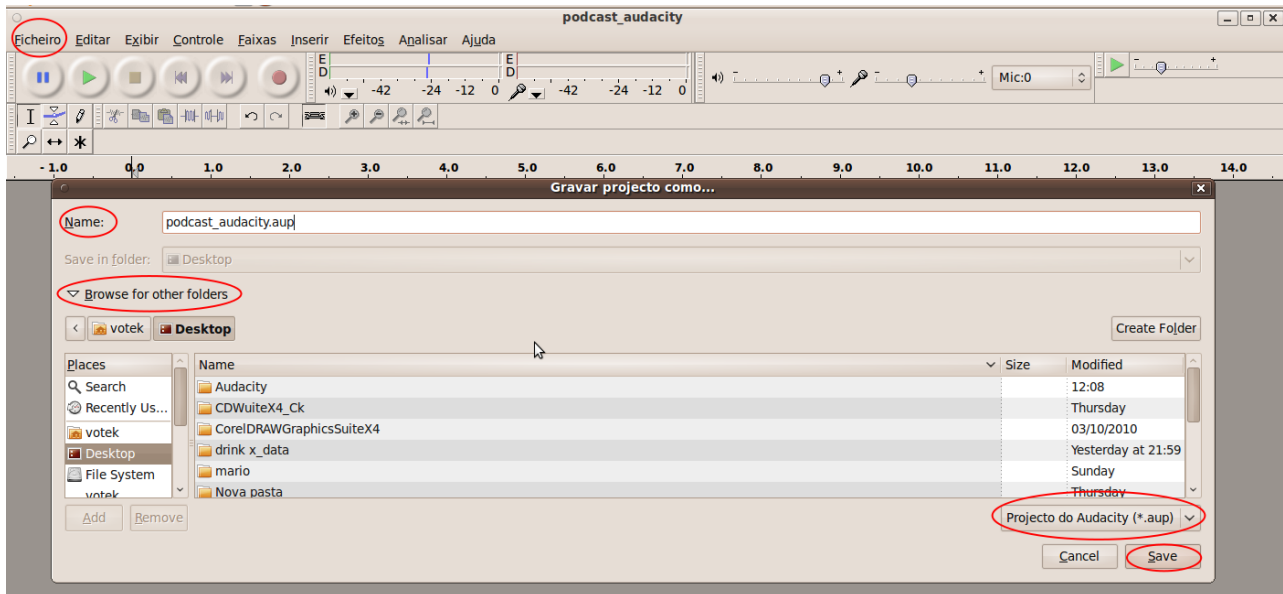 podcast_audacity
Ficheiro Editar Exibir Controle Faixas Inserir Efeitos Analisar Ajuda
E
D
-42 -24 -12 0
E
D
-42 -24 -12 0
Mic:0
- 1.0 0.0 1.0 2.0 3.0 4.0 5.0 6.0 7.0 8.0 9.0 10.0 11.0 12.0 13.0 14.0
Gravar projecto como...
Name: podcast_audacity.aup
Save in folder: Desktop
Browse for other folders
votek Desktop Create Folder
Places Name Size Modified
Search Audacity 12:08
Recently Us... CDWuiteX4_Ck Thursday
votek CorelDRAWGraphicsSuiteX4 03/10/2010
Desktop drink x_data Yesterday at 21:59
File System mario Sunday
votek Nova pasta Thursday
Add Remove Projecto do Audacity (*.aup)
Cancel Save